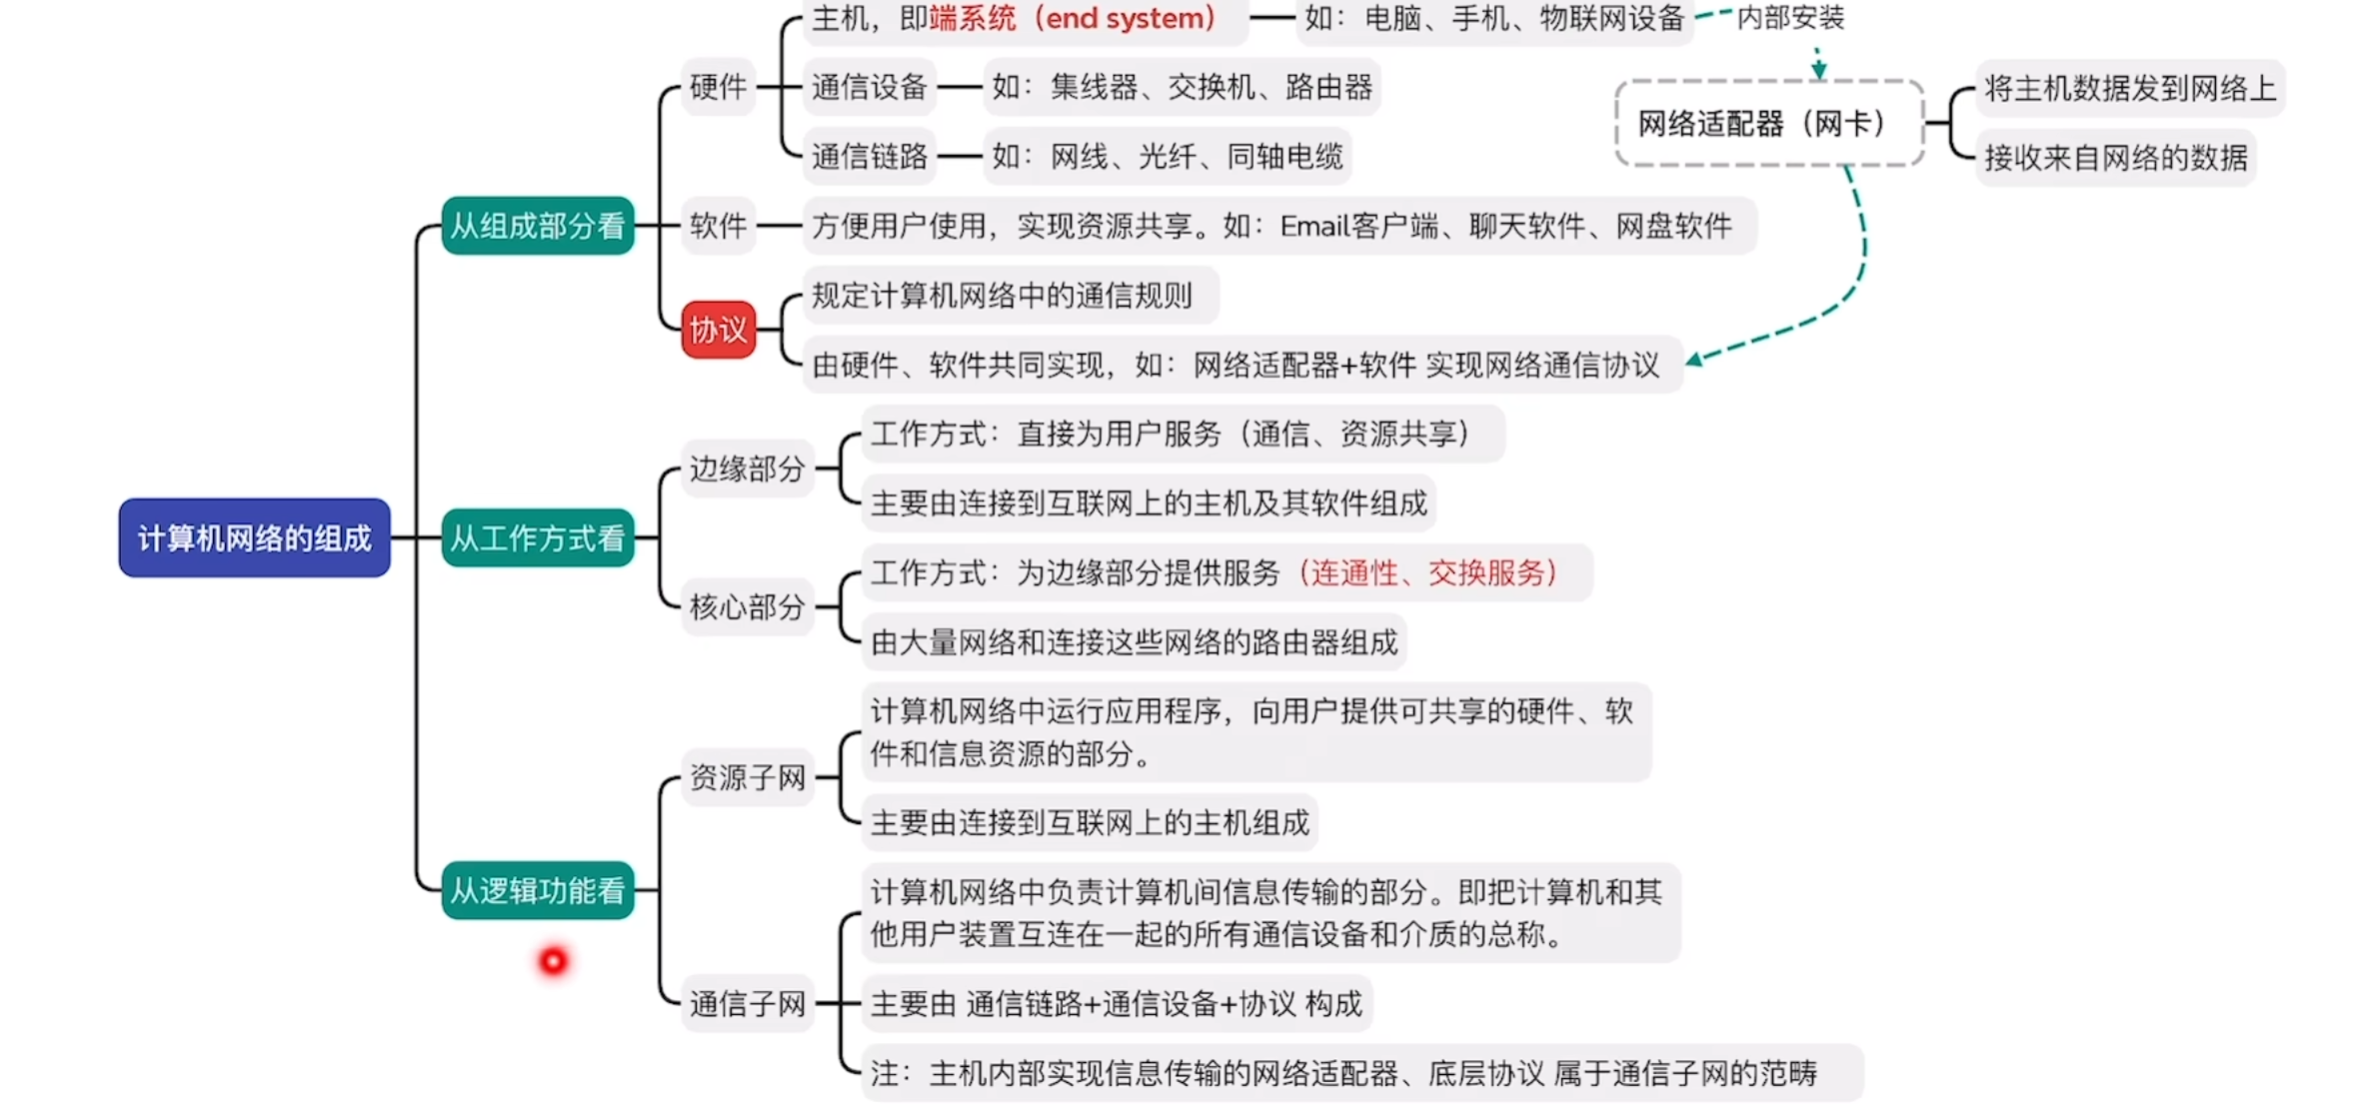 计算机网络的组成
从组成部分看
硬件
主机，即端系统（end system）
如：电脑、手机、物联网设备
内部安装
网络适配器（网卡）
将主机数据发到网络上
接收来自网络的数据
通信设备
如：集线器、交换机、路由器
通信链路
如：网线、光纤、同轴电缆
软件
方便用户使用，实现资源共享。如：Email客户端、聊天软件、网盘软件
协议
规定计算机网络中的通信规则
由硬件、软件共同实现，如：网络适配器+软件 实现网络通信协议
从工作方式看
边缘部分
工作方式：直接为用户服务（通信、资源共享）
主要由连接到互联网上的主机及其软件组成
核心部分
工作方式：为边缘部分提供服务（连通性、交换服务）
由大量网络和连接这些网络的路由器组成
从逻辑功能看
资源子网
计算机网络中运行应用程序，向用户提供可共享的硬件、软
件和信息资源的部分。
主要由连接到互联网上的主机组成
通信子网
计算机网络中负责计算机间信息传输的部分。即把计算机和其
他用户装置互连在一起的所有通信设备和介质的总称。
主要由 通信链路+通信设备+协议 构成
注：主机内部实现信息传输的网络适配器、底层协议 属于通信子网的范畴